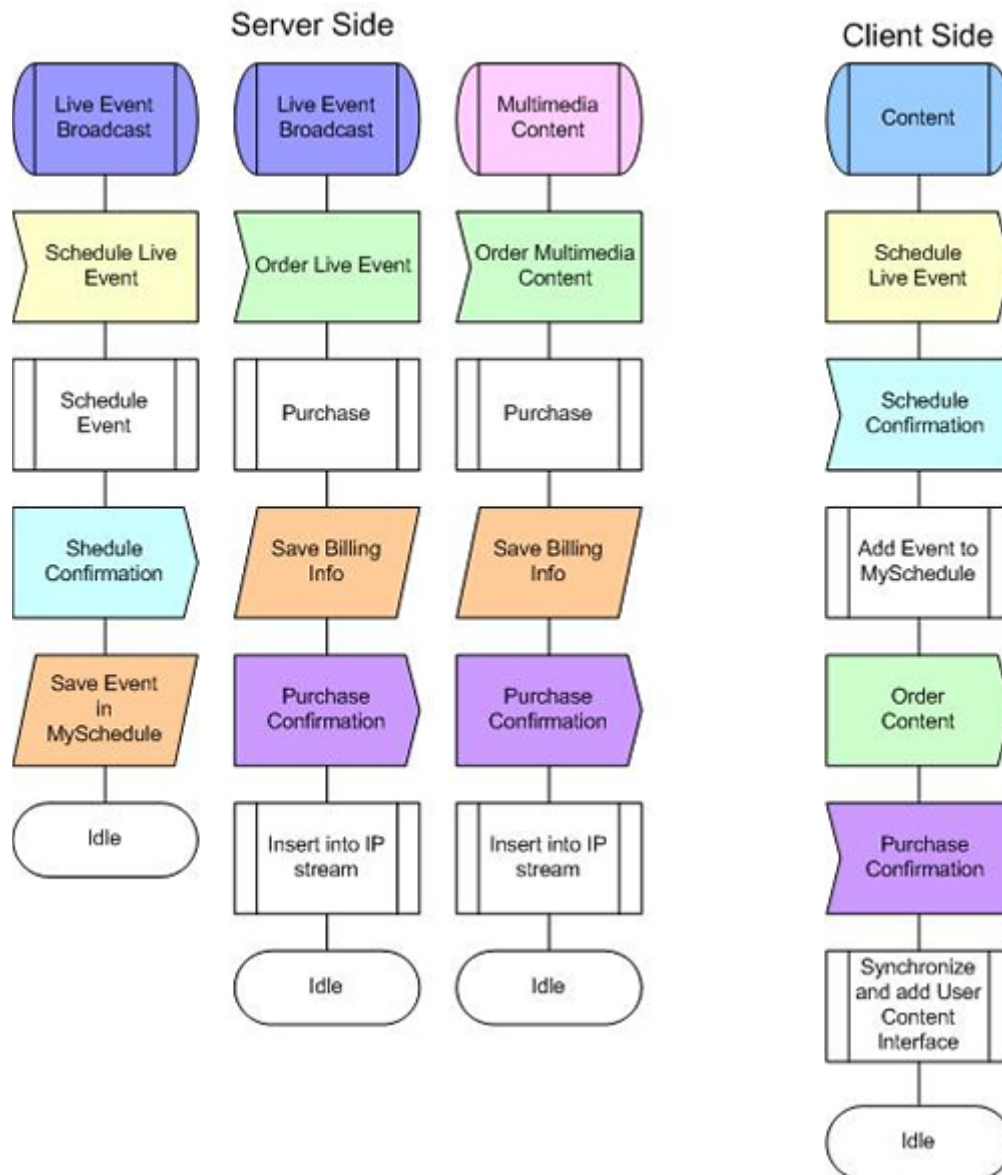 Server Side
Live Event
Broadcast
Schedule Live
Event
Schedule
Event
Shedule
Confirmation
Save Event
in
MySchedule
Idle
Live Event
Broadcast
Order Live Event
Purchase
Save Billing
Info
Purchase
Confirmation
Insert into IP
stream
Idle
Multimedia
Content
Order Multimedia
Content
Purchase
Save Billing
Info
Purchase
Confirmation
Insert into IP
stream
Idle
Client Side
Content
Schedule
Live Event
Schedule
Confirmation
Add Event to
MySchedule
Order
Content
Purchase
Confirmation
Synchronize
and add User
Content
Interface
Idle